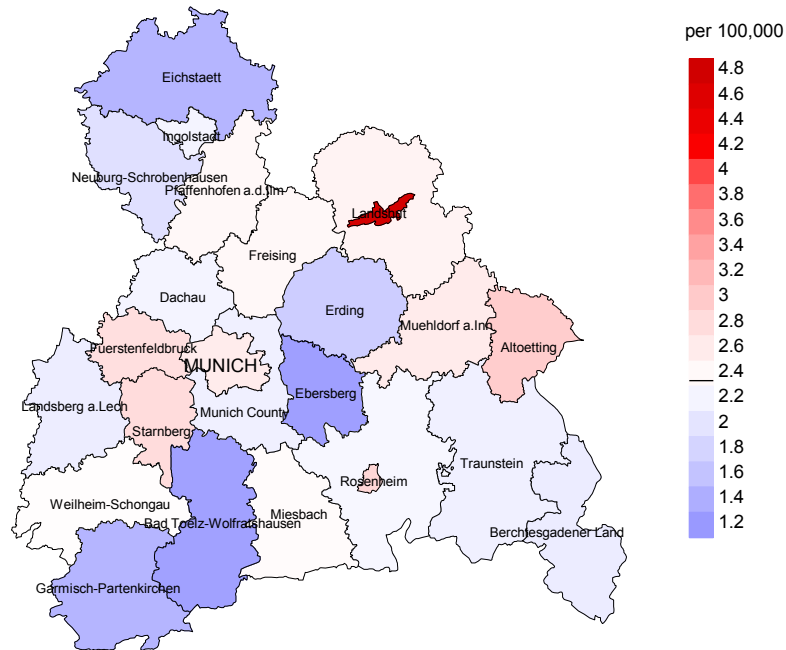 per 100,000
4.8
4.6
4.4
4.2
4
3.8
3.6
3.4
3.2
3
2.8
2.6
2.4
2.2
2
1.8
1.6
1.4
1.2
Eichstaett
Ingolstadt
Neuburg-Schrobenhausen
Pfaffenhofen a.d.Ilm
Landshut
Freising
Dachau
Erding
Muehldorf a.Inn
Altoetting
Fuerstenfeldbruck
MUNICH
Ebersberg
Landsberg a.Lech
Munich County
Starnberg
Traunstein
Rosenheim
Weilheim-Schongau
Miesbach
Bad Toelz-Wolfratshausen
Berchtesgadener Land
Garmisch-Partenkirchen